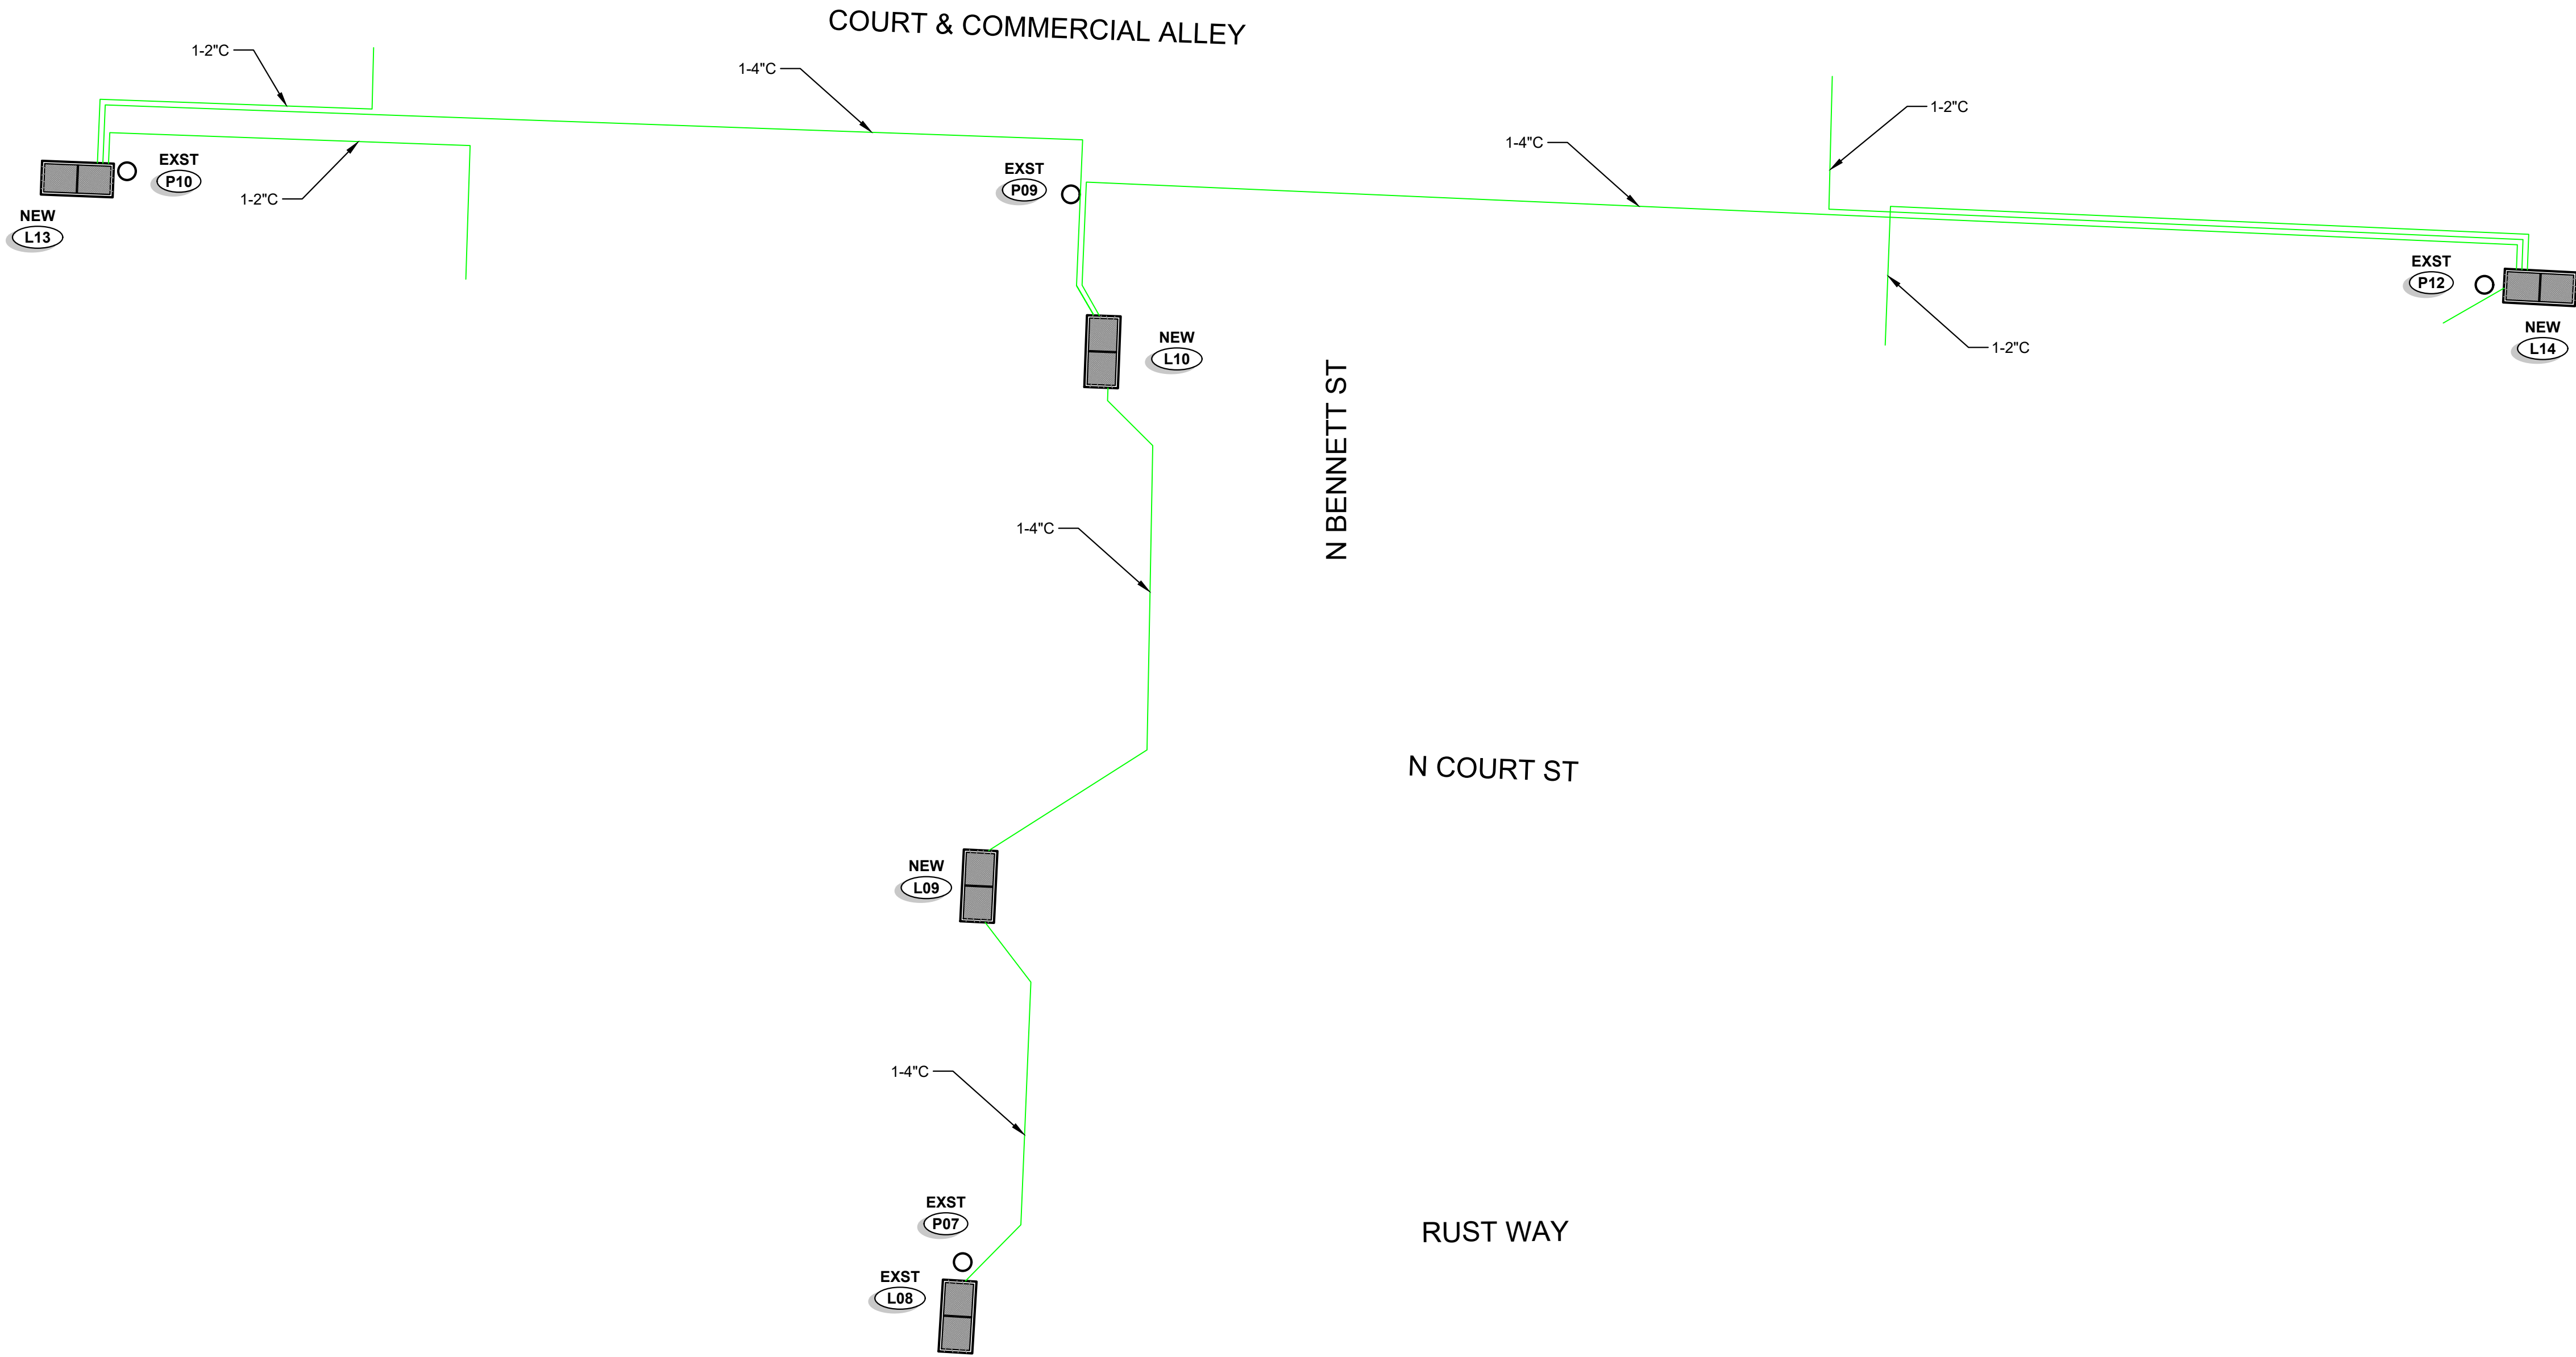 COURT & COMMERCIAL ALLEY
1-2"C
1-4"C
1-2"C
1-4"C
EXST
P10
1-2"C
NEW
L13
EXST
P09
EXST
P12
NEW
L14
1-2"C
NEW
L10
N BENNETT ST
1-4"C
N COURT ST
NEW
L09
1-4"C
EXST
P07
RUST WAY
EXST
L08